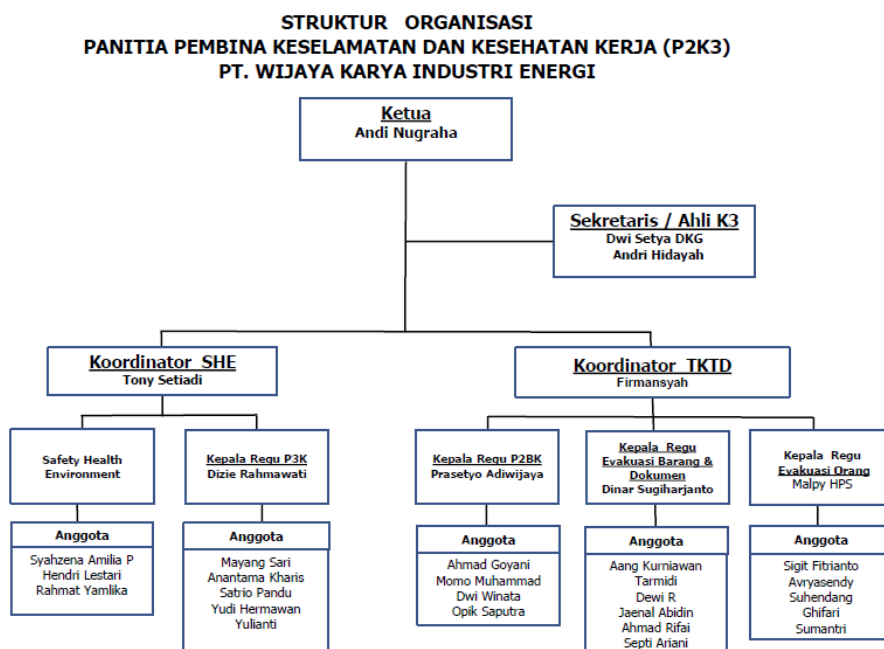 STRUKTUR ORGANISASI
PANITIA PEMBINA KESELAMATAN DAN KESEHATAN KERJA (P2K3)
PT. WIJAYA KARYA INDUSTRI ENERGI
Ketua
Andi Nugraha
Sekretaris / Ahli K3
Dwi Setya DKG
Andri Hidayah
Koordinator SHE
Tony Setiadi
Koordinator TKTD
Firmansyah
Safety Health
Environment
Kepala Regu P3K
Dizie Rahmawati
Kepala Regu P2BK
Prasetyo Adiwijaya
Kepala Regu
Evakuasi Barang &
Dokumen
Dinar Sugiharjanto
Kepala Regu
Evakuasi Orang
Malpy HPS
Anggota
Syahzena Amilia P
Hendri Lestari
Rahmat Yamlika
Anggota
Mayang Sari
Anantama Kharis
Satrio Pandu
Yudi Hermawan
Yulianti
Anggota
Ahmad Goyani
Momo Muhammad
Dwi Winata
Opik Saputra
Anggota
Aang Kurniawan
Tarmidi
Dewi R
Jaenal Abidin
Ahmad Rifai
Septi Ariani
Anggota
Sigit Fitrianto
Avryasendy
Suhendang
Ghifari
Sumantri